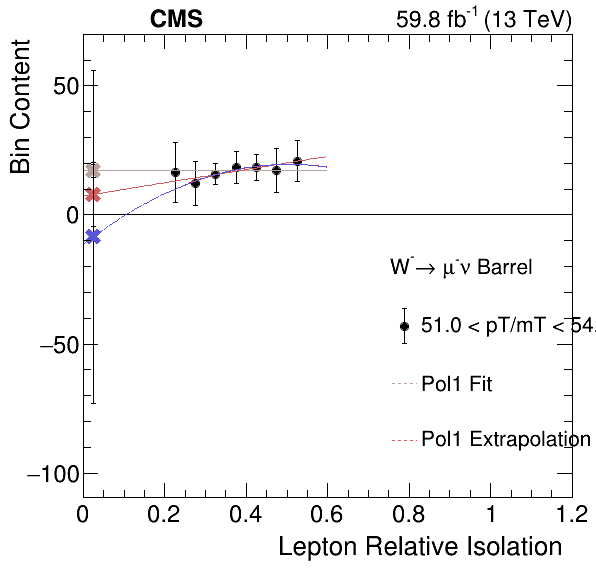 CMS
59.8 fb⁻¹ (13 TeV)
Bin Content
50
0
−50
−100
W⁻→ μ⁻ν Barrel
51.0 < pT/mT < 54.
Pol1 Fit
Pol1 Extrapolation
0 0.2 0.4 0.6 0.8 1 1.2
Lepton Relative Isolation